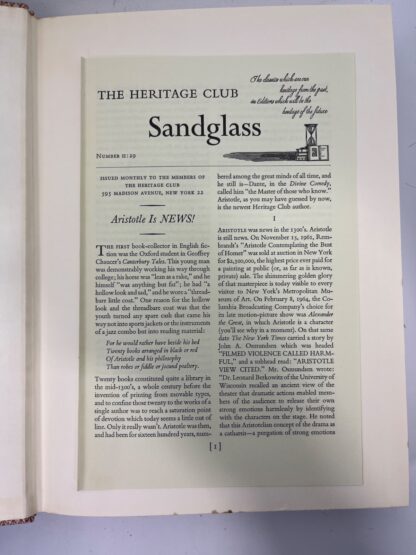 THE HERITAGE CLUB
The classics which are our
heritage from the past,
in Editions which will be the
heritage of the future
Sandglass
NUMBER II:29
ISSUED MONTHLY TO THE MEMBERS OF
THE HERITAGE CLUB
595 MADISON AVENUE, NEW YORK 22
Aristotle Is NEWS!
THE FIRST book-collector in English fic-
tion was the Oxford student in Geoffrey
Chaucer's Canterbury Tales. This young man
was demonstrably working his way through
college; his horse was "lean as a rake," and he
himself "was anything but fat"; he had "a
hollow look and sad," and he wore a "thread-
bare little coat." One reason for the hollow
look and the threadbare coat was that the
youth turned any spare cash that came his
way not into sports jackets or the instruments
of a jazz combo but into reading material:
For he would rather have beside his bed
Twenty books arranged in black or red
Of Aristotle and his philosophy
Than robes or fiddle or jocund psaltery.
Twenty books constituted quite a library in
the mid-1300's, a whole century before the
invention of printing from movable types,
and to confine those twenty to the works of a
single author was to reach a saturation point
of devotion which today seems a little out of
line. Only it really wasn't. Aristotle was then,
and had been for sixteen hundred years, num-
bered among the great minds of all time, and
he still is—Dante, in the Divine Comedy,
called him "the Master of those who know."
Aristotle, as you may have guessed by now,
is the newest Heritage Club author.
I
ARISTOTLE was news in the 1300's. Aristotle
is still news. On November 15, 1961, Rem-
brandt's "Aristotle Contemplating the Bust
of Homer" was sold at auction in New York
for $2,300,000, the highest price ever paid for
a painting at public (or, as far as is known,
private) sale. The shimmering golden glory
of that masterpiece is today visible to every
visitor to New York's Metropolitan Mu-
seum of Art. On February 8, 1964, the Co-
lumbia Broadcasting Company's choice for
its late motion-picture show was Alexander
the Great, in which Aristotle is a character
(you'll see why in a moment). On that same
date The New York Times carried a story by
John A. Osmundsen which was headed
"FILMED VIOLENCE CALLED HARM-
FUL," and a subhead read: "ARISTOTLE
VIEW CITED." Mr. Osmundsen wrote:
"Dr. Leonard Berkowitz of the University of
Wisconsin recalled an ancient view of the
theater that dramatic actions enabled mem-
bers of the audience to release their own
strong emotions harmlessly by identifying
with the characters on the stage. He noted
that this Aristotelian concept of the drama as
a catharsis—a purgation of strong emotions
[ 1 ]